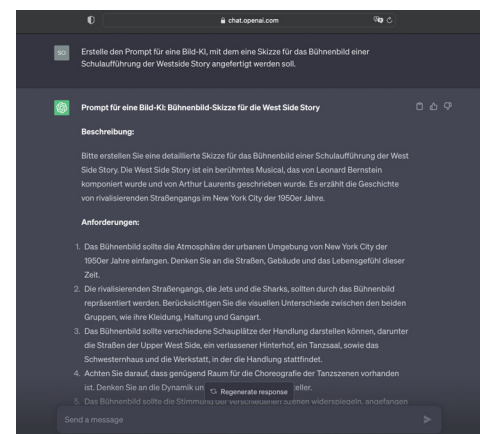 chat.openai.com
SO
Erstelle den Prompt für eine Bild-KI, mit dem eine Skizze für das Bühnenbild einer
Schulaufführung der Westside Story angefertigt werden soll.
Prompt für eine Bild-KI: Bühnenbild-Skizze für die West Side Story
Beschreibung:
Bitte erstellen Sie eine detaillierte Skizze für das Bühnenbild einer Schulaufführung der West
Side Story. Die West Side Story ist ein berühmtes Musical, das von Leonard Bernstein
komponiert wurde und von Arthur Laurents geschrieben wurde. Es erzählt die Geschichte
von rivalisierenden Straßengangs im New York City der 1950er Jahre.
Anforderungen:
1. Das Bühnenbild sollte die Atmosphäre der urbanen Umgebung von New York City der
1950er Jahre einfangen. Denken Sie an die Straßen, Gebäude und das Lebensgefühl dieser
Zeit.
2. Die rivalisierenden Straßengangs, die Jets und die Sharks, sollten durch das Bühnenbild
repräsentiert werden. Berücksichtigen Sie die visuellen Unterschiede zwischen den beiden
Gruppen, wie ihre Kleidung, Haltung und Gangart.
3. Das Bühnenbild sollte verschiedene Schauplätze der Handlung darstellen können, darunter
die Straßen der Upper West Side, ein verlassener Hinterhof, ein Tanzsaal, sowie das
Schwesternhaus und die Werkstatt, in der die Handlung stattfindet.
4. Achten Sie darauf, dass genügend Raum für die Choreografie der Tanzszenen vorhanden
ist. Denken Sie an die Dynamik un
Regenerate response
teller.
5. Das Bühnenbild sollte die Stimmung der verschiedenen Szenen widerspiegeln, angefangen
Send a message